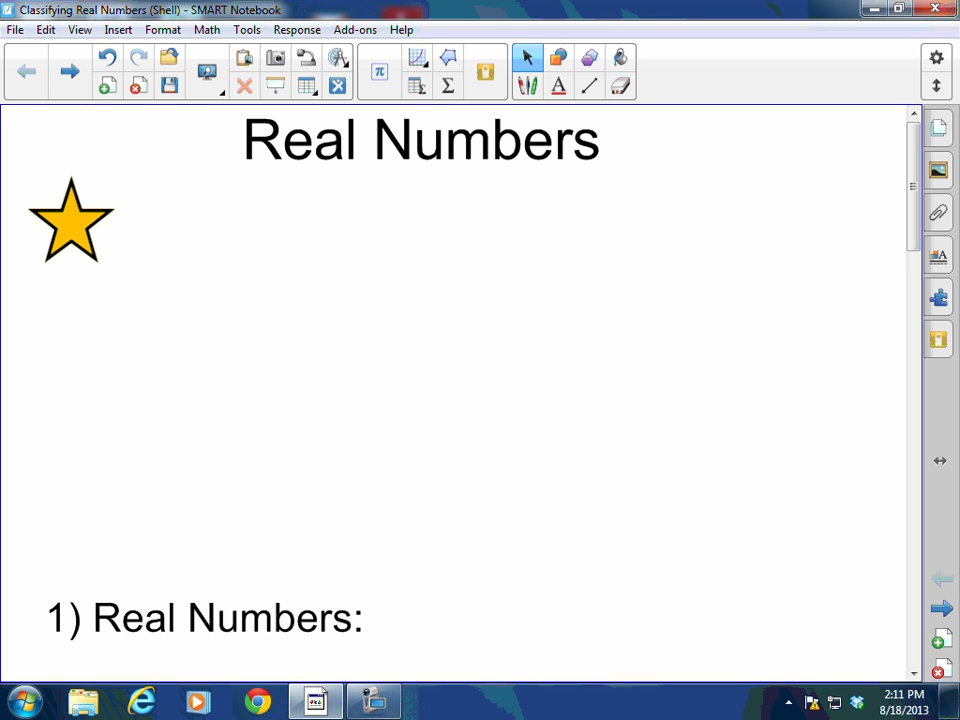 Classifying Real Numbers (Shell) - SMART Notebook
File Edit View Insert Format Math Tools Response Add-ons Help
Real Numbers
1) Real Numbers:
2:11 PM
8/18/2013